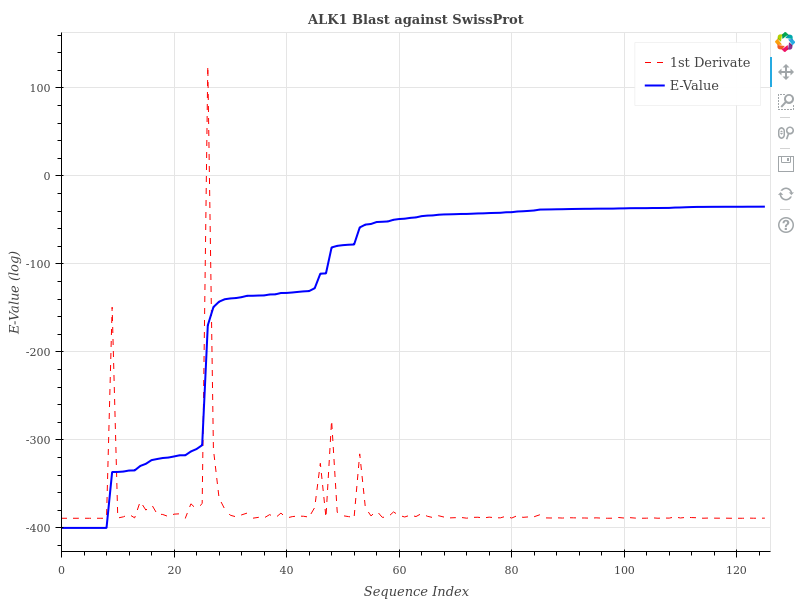 ALK1 Blast against SwissProt
1st Derivate
E-Value
100
0
-100
-200
-300
-400
E-Value (log)
0
20
40
60
80
100
120
Sequence Index